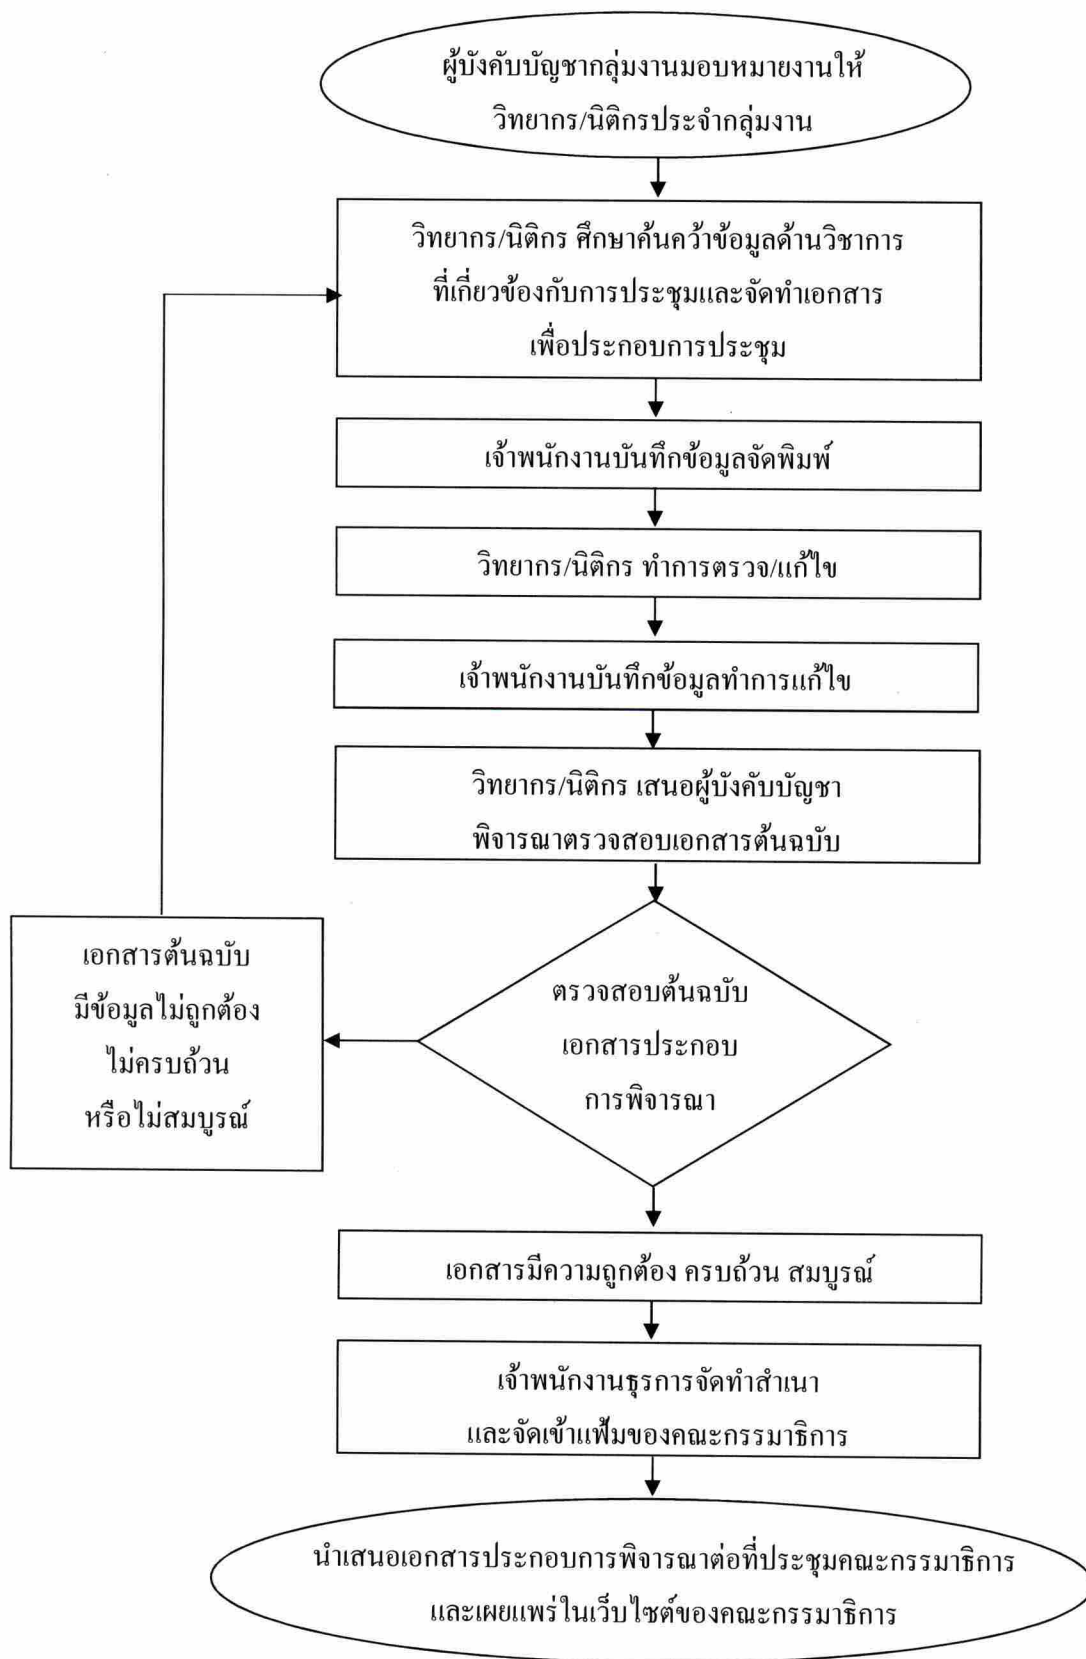 ผู้บังคับบัญชากลุ่มงานมอบหมายงานให้
วิทยากร/นิติกรประจำกลุ่มงาน
วิทยากร/นิติกร ศึกษาค้นคว้าข้อมูลด้านวิชาการ
ที่เกี่ยวข้องกับการประชุมและจัดทำเอกสาร
เพื่อประกอบการประชุม
เจ้าพนักงานบันทึกข้อมูลจัดพิมพ์
วิทยากร/นิติกร ทำการตรวจ/แก้ไข
เจ้าพนักงานบันทึกข้อมูลทำการแก้ไข
วิทยากร/นิติกร เสนอผู้บังคับบัญชา
พิจารณาตรวจสอบเอกสารต้นฉบับ
ตรวจสอบต้นฉบับ
เอกสารประกอบ
การพิจารณา
เอกสารต้นฉบับ
มีข้อมูลไม่ถูกต้อง
ไม่ครบถ้วน
หรือไม่สมบูรณ์
เอกสารมีความถูกต้อง ครบถ้วน สมบูรณ์
เจ้าพนักงานธุรการจัดทำสำเนา
และจัดเข้าแฟ้มของคณะกรรมาธิการ
นำเสนอเอกสารประกอบการพิจารณาต่อที่ประชุมคณะกรรมาธิการ
และเผยแพร่ในเว็บไซต์ของคณะกรรมาธิการ